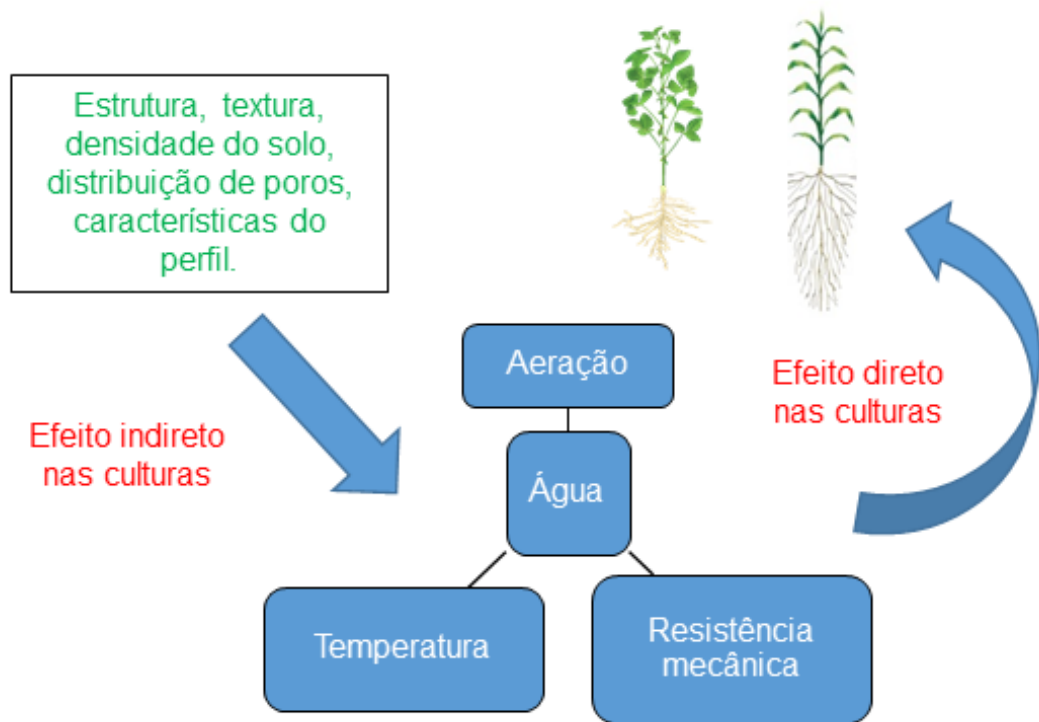 Estrutura, textura,
densidade do solo,
distribuição de poros,
características do
perfil.
Aeração
Efeito direto
nas culturas
Efeito indireto
nas culturas
Água
Temperatura
Resistência
mecânica